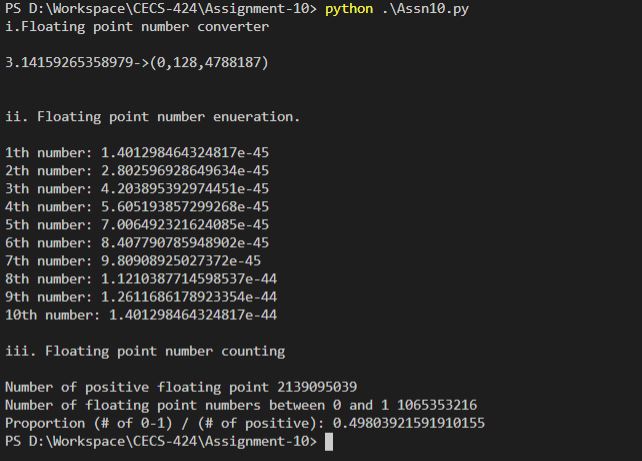 PS D:\Workspace\CECS-424\Assignment-10> python .\Assn10.py
i.Floating point number converter
3.14159265358979->(0,128,4788187)
ii. Floating point number enueration.
1th number: 1.401298464324817e-45
2th number: 2.802596928649634e-45
3th number: 4.203895392974451e-45
4th number: 5.605193857299268e-45
5th number: 7.006492321624085e-45
6th number: 8.407790785948902e-45
7th number: 9.80908925027372e-45
8th number: 1.1210387714598537e-44
9th number: 1.2611686178923354e-44
10th number: 1.401298464324817e-44
iii. Floating point number counting
Number of positive floating point 2139095039
Number of floating point numbers between 0 and 1 1065353216
Proportion (# of 0-1) / (# of positive): 0.49803921591910155
PS D:\Workspace\CECS-424\Assignment-10>